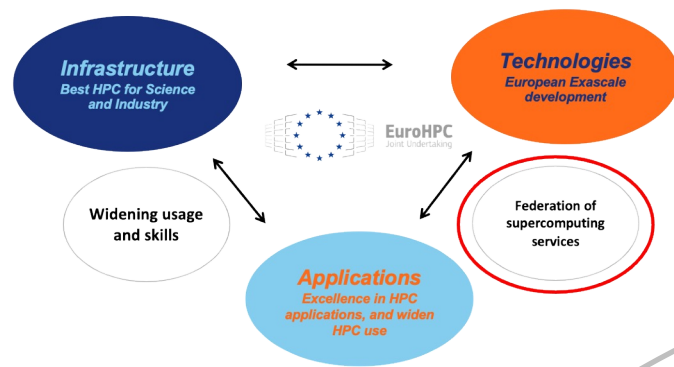 Infrastructure
Best HPC for Science
and Industry
Technologies
European Exascale
development
EuroHPC
Joint Undertaking
Widening usage
and skills
Federation of
supercomputing
services
Applications
Excellence in HPC
applications, and widen
HPC use